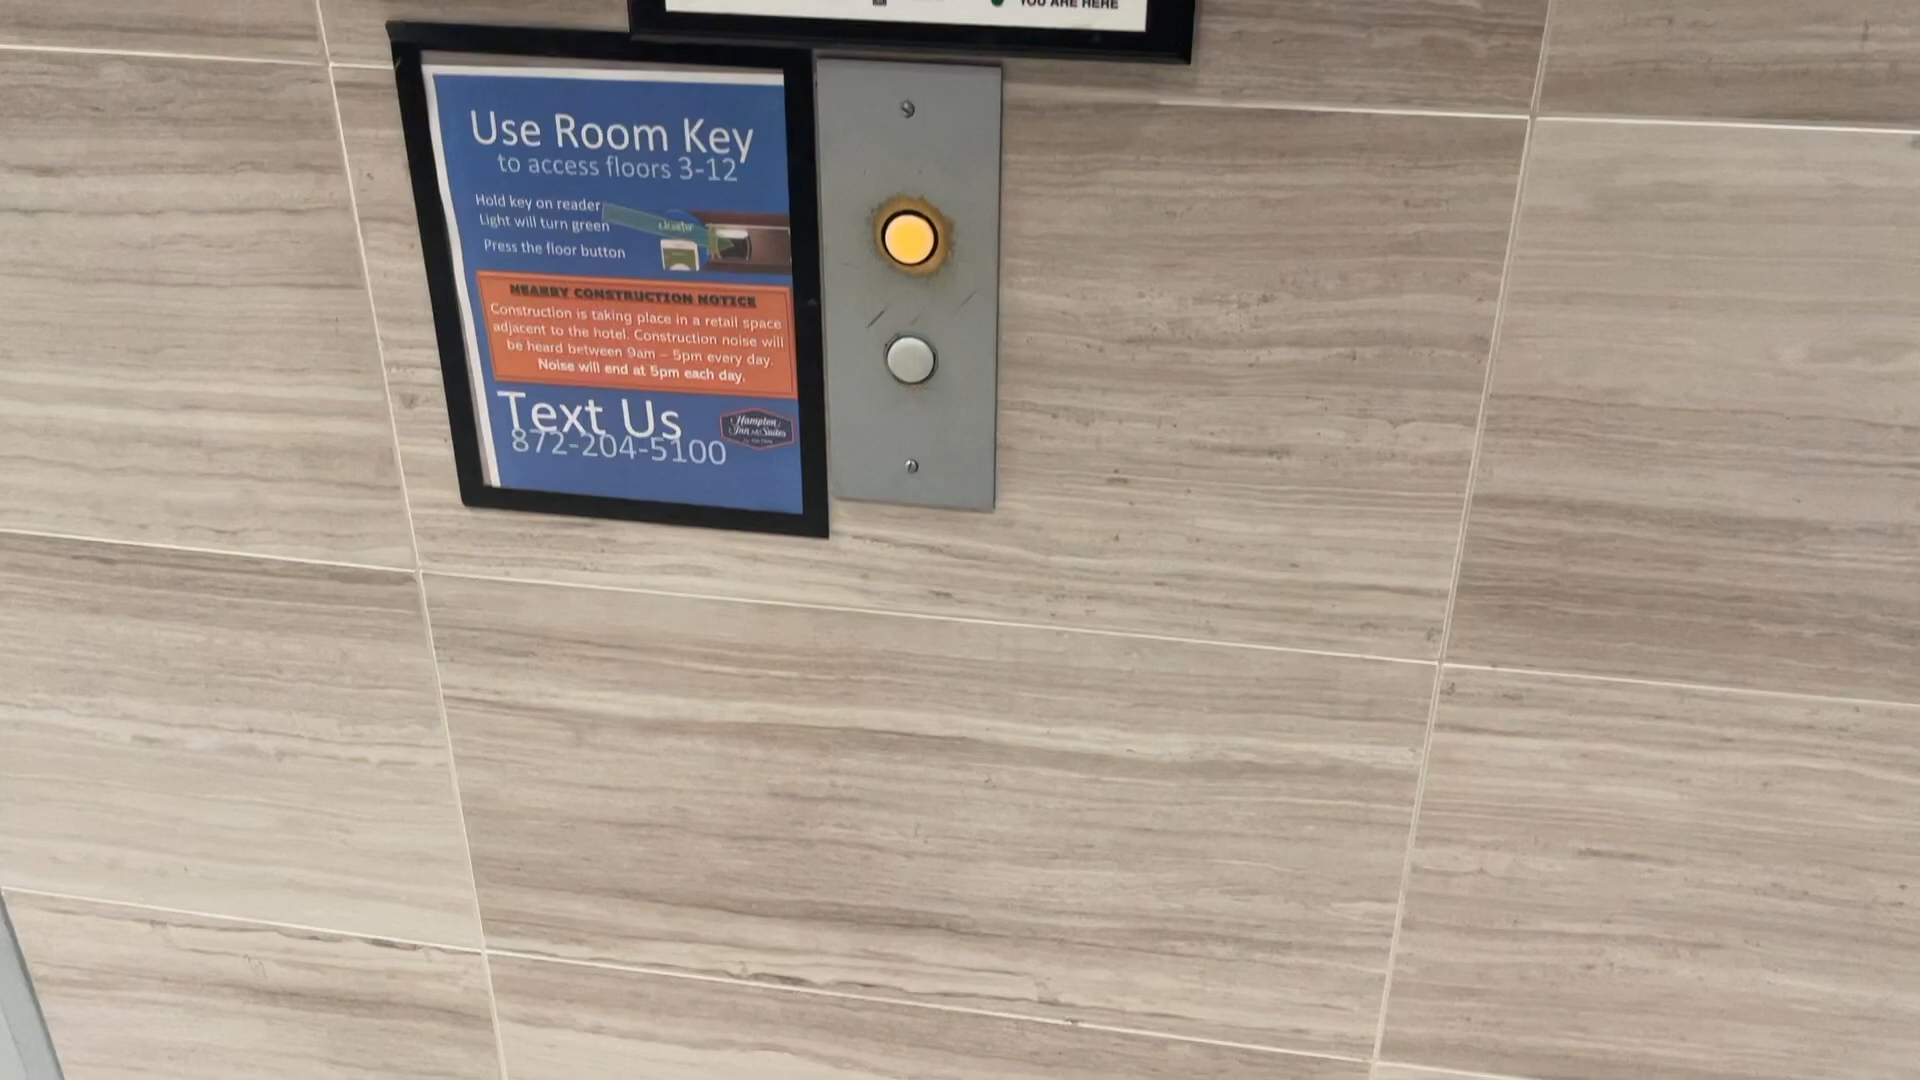 YOU ARE HERE
Use Room Key
to access floors 3-12
Hold key on reader
Light will turn green
Press the floor button
NEARBY CONSTRUCTION NOTICE
Construction is taking place in a retail space
adjacent to the hotel. Construction noise will
be heard between 9am – 5pm every day.
Noise will end at 5pm each day.
Text Us
872-204-5100
Hampton
Inn & Suites